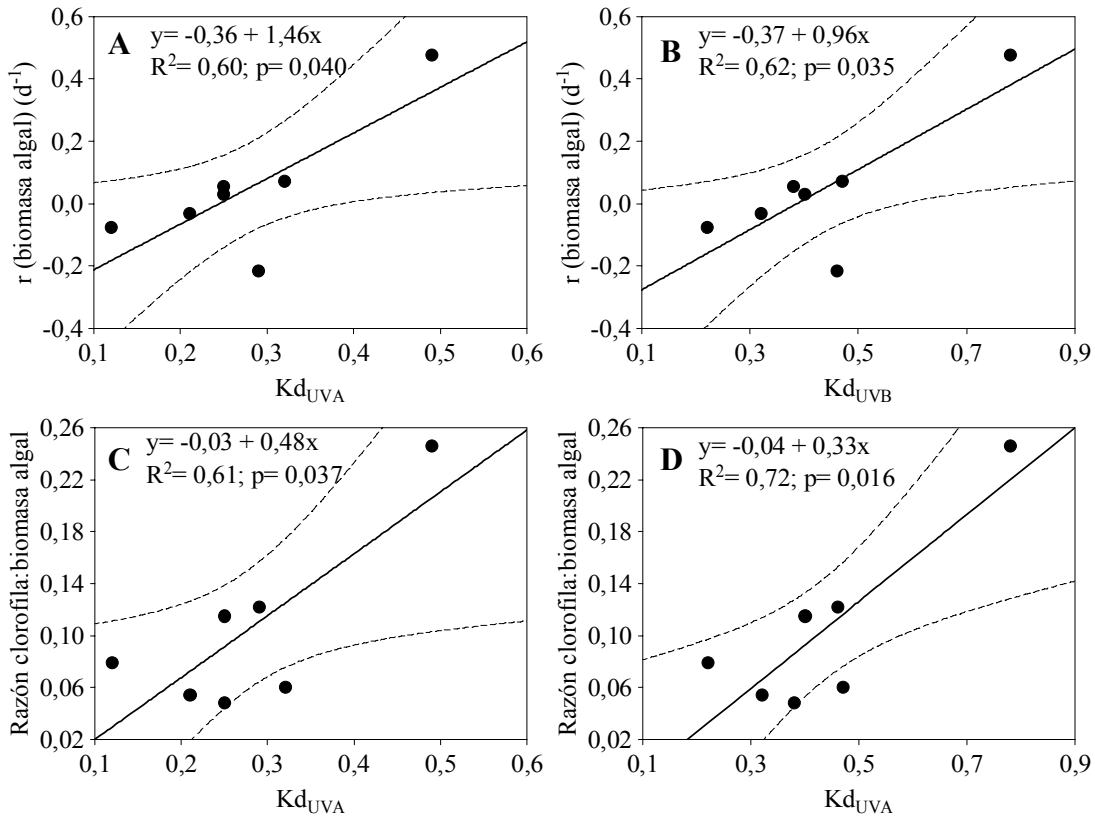 A
y= -0,36 + 1,46x
R²= 0,60; p= 0,040
r (biomasa algal) (d⁻¹)
0,6
0,4
0,2
0,0
-0,2
-0,4
0,1 0,2 0,3 0,4 0,5 0,6
Kd_UVA
B
y= -0,37 + 0,96x
R²= 0,62; p= 0,035
r (biomasa algal) (d⁻¹)
0,6
0,4
0,2
0,0
-0,2
-0,4
0,1 0,3 0,5 0,7 0,9
Kd_UVB
C
y= -0,03 + 0,48x
R²= 0,61; p= 0,037
Razón clorofila:biomasa algal
0,26
0,22
0,18
0,14
0,10
0,06
0,02
0,1 0,2 0,3 0,4 0,5 0,6
Kd_UVA
D
y= -0,04 + 0,33x
R²= 0,72; p= 0,016
Razón clorofila:biomasa algal
0,26
0,22
0,18
0,14
0,10
0,06
0,02
0,1 0,3 0,5 0,7 0,9
Kd_UVA